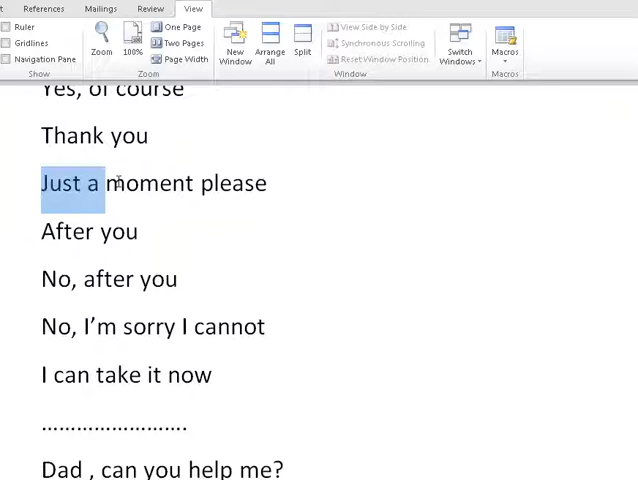 References Mailings Review View
Ruler
Gridlines
Navigation Pane
Show
Zoom
100%
One Page
Two Pages
Page Width
Zoom
New Window
Arrange All
Split
View Side by Side
Synchronous Scrolling
Reset Window Position
Window
Switch Windows
Macros
Macros
Yes, of course
Thank you
Just a moment please
After you
No, after you
No, I'm sorry I cannot
I can take it now
…………………….
Dad , can you help me?